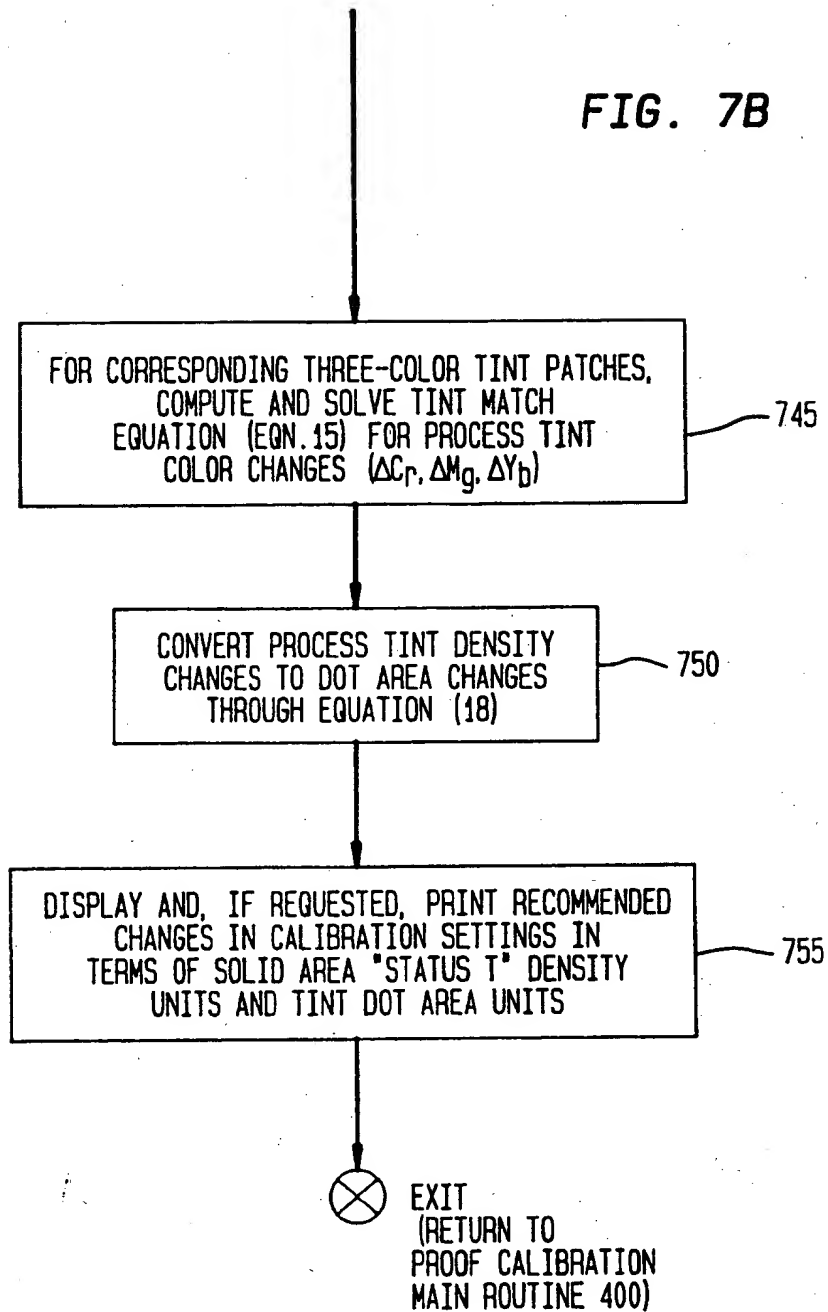 FIG. 7B
FOR CORRESPONDING THREE-COLOR TINT PATCHES,
COMPUTE AND SOLVE TINT MATCH
EQUATION (EQN.15) FOR PROCESS TINT
COLOR CHANGES (ΔCr, ΔMg, ΔYb)
745
CONVERT PROCESS TINT DENSITY
CHANGES TO DOT AREA CHANGES
THROUGH EQUATION (18)
750
DISPLAY AND, IF REQUESTED, PRINT RECOMMENDED
CHANGES IN CALIBRATION SETTINGS IN
TERMS OF SOLID AREA "STATUS T" DENSITY
UNITS AND TINT DOT AREA UNITS
755
EXIT
(RETURN TO
PROOF CALIBRATION
MAIN ROUTINE 400)